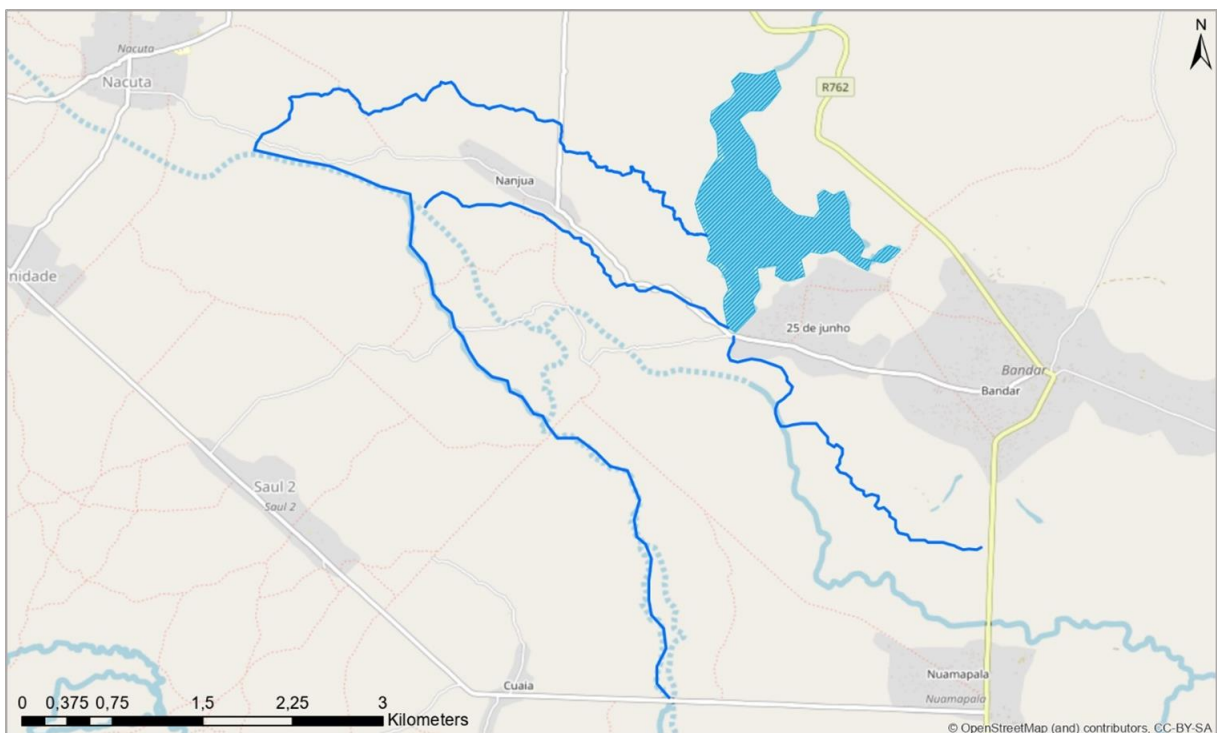 Nacuta
Nacuta
N
R762
Nanjua
nidade
25 de junho
Bandar
Bandar
Saul 2
Saul 2
Nuamapala
Nuamapala
Cuaia
0 0,375 0,75 1,5 2,25 3
Kilometers
© OpenStreetMap (and) contributors, CC-BY-SA